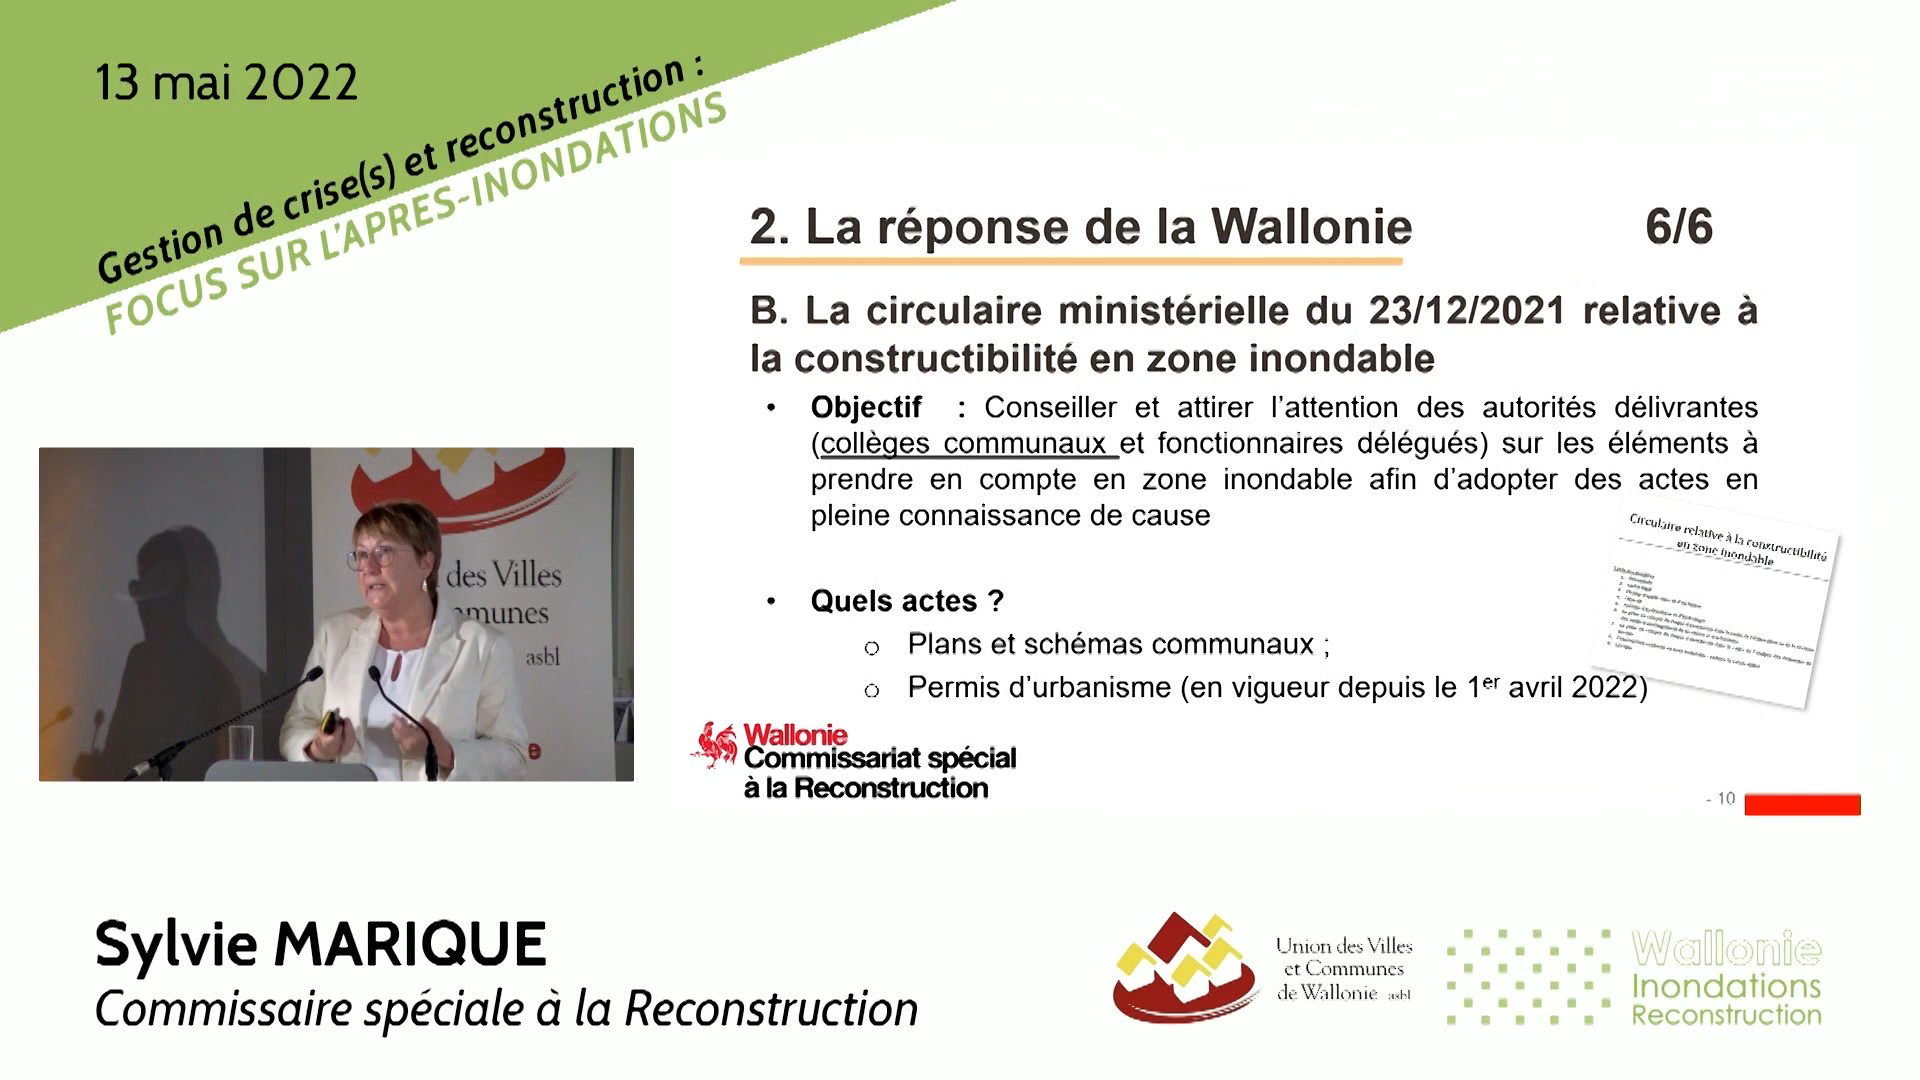 13 mai 2022
Gestion de crise(s) et reconstruction :
FOCUS SUR L'APRES-INONDATIONS
2. La réponse de la Wallonie 6/6
B. La circulaire ministérielle du 23/12/2021 relative à
la constructibilité en zone inondable
• Objectif : Conseiller et attirer l'attention des autorités délivrantes
(collèges communaux et fonctionnaires délégués) sur les éléments à
prendre en compte en zone inondable afin d'adopter des actes en
pleine connaissance de cause
Circulaire relative à la constructibilité
en zone inondable
• Quels actes ?
o Plans et schémas communaux ;
o Permis d'urbanisme (en vigueur depuis le 1er avril 2022)
Wallonie
Commissariat spécial
à la Reconstruction
- 10
des Villes
mmunes
asbl
e
Sylvie MARIQUE
Commissaire spéciale à la Reconstruction
Union des Villes
et Communes
de Wallonie asbl
Wallonie
Inondations
Reconstruction